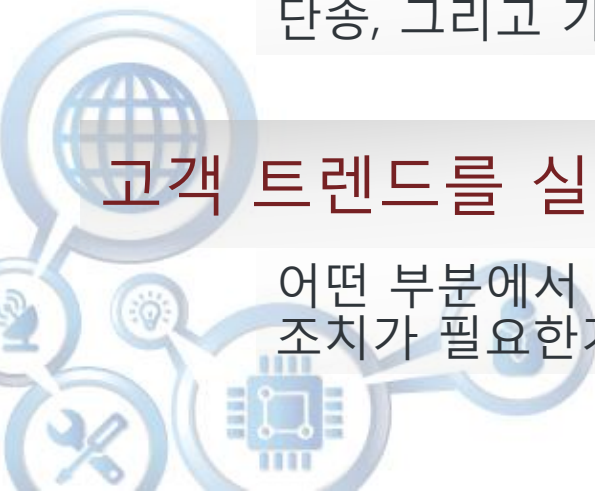 단종, 그리고
고객 트렌드를 실
어떤 부분에서
조치가 필요한